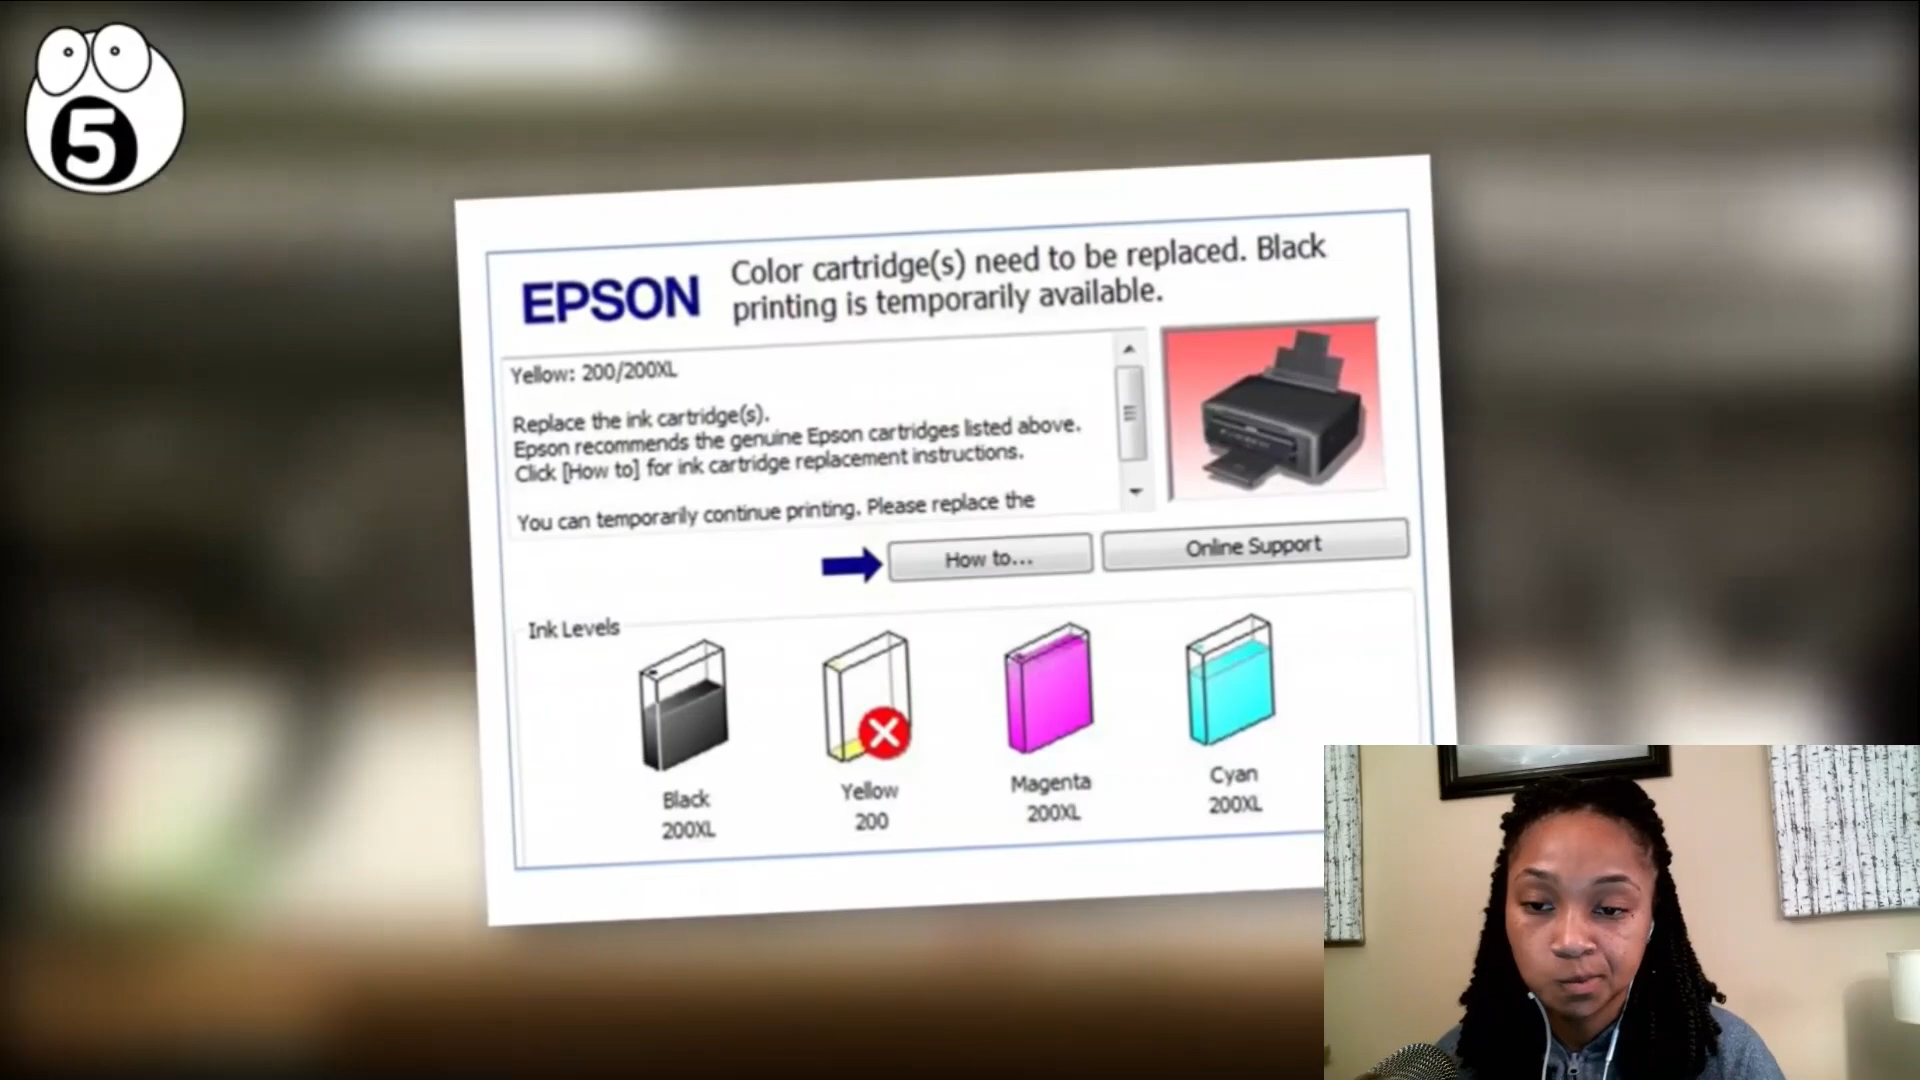 5
EPSON
Color cartridge(s) need to be replaced. Black
printing is temporarily available.
Yellow: 200/200XL
Replace the ink cartridge(s).
Epson recommends the genuine Epson cartridges listed above.
Click [How to] for ink cartridge replacement instructions.
You can temporarily continue printing. Please replace the
How to...
Online Support
Ink Levels
Black
200XL
Yellow
200
Magenta
200XL
Cyan
200XL